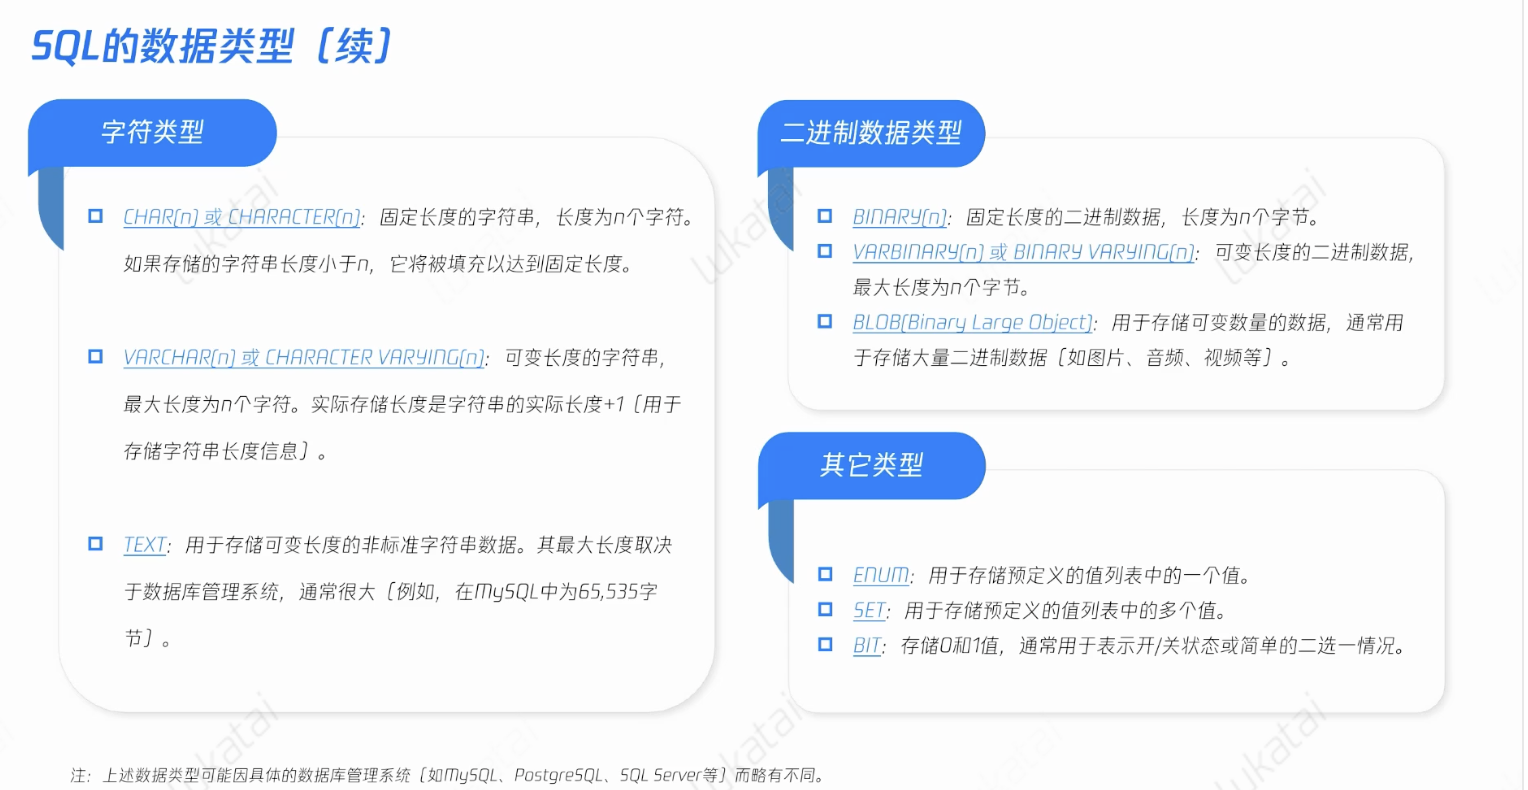 SQL的数据类型（续）
字符类型
CHAR(n) 或 CHARACTER(n)：固定长度的字符串，长度为n个字符。
如果存储的字符串长度小于n，它将被填充以达到固定长度。
VARCHAR(n) 或 CHARACTER VARYING(n)：可变长度的字符串，
最大长度为n个字符。实际存储长度是字符串的实际长度+1（用于
存储字符串长度信息）。
TEXT：用于存储可变长度的非标准字符串数据。其最大长度取决
于数据库管理系统，通常很大（例如，在MySQL中为65,535字
节）。
二进制数据类型
BINARY(n)：固定长度的二进制数据，长度为n个字节。
VARBINARY(n) 或 BINARY VARYING(n)：可变长度的二进制数据，
最大长度为n个字节。
BLOB(Binary Large Object)：用于存储可变数量的数据，通常用
于存储大量二进制数据（如图片、音频、视频等）。
其它类型
ENUM：用于存储预定义的值列表中的一个值。
SET：用于存储预定义的值列表中的多个值。
BIT：存储0和1值，通常用于表示开/关状态或简单的二选一情况。
注：上述数据类型可能因具体的数据库管理系统（如MySQL、PostgreSQL、SQL Server等）而略有不同。
lukatai
lukatai
lukatai
lukatai
lukatai
lukatai